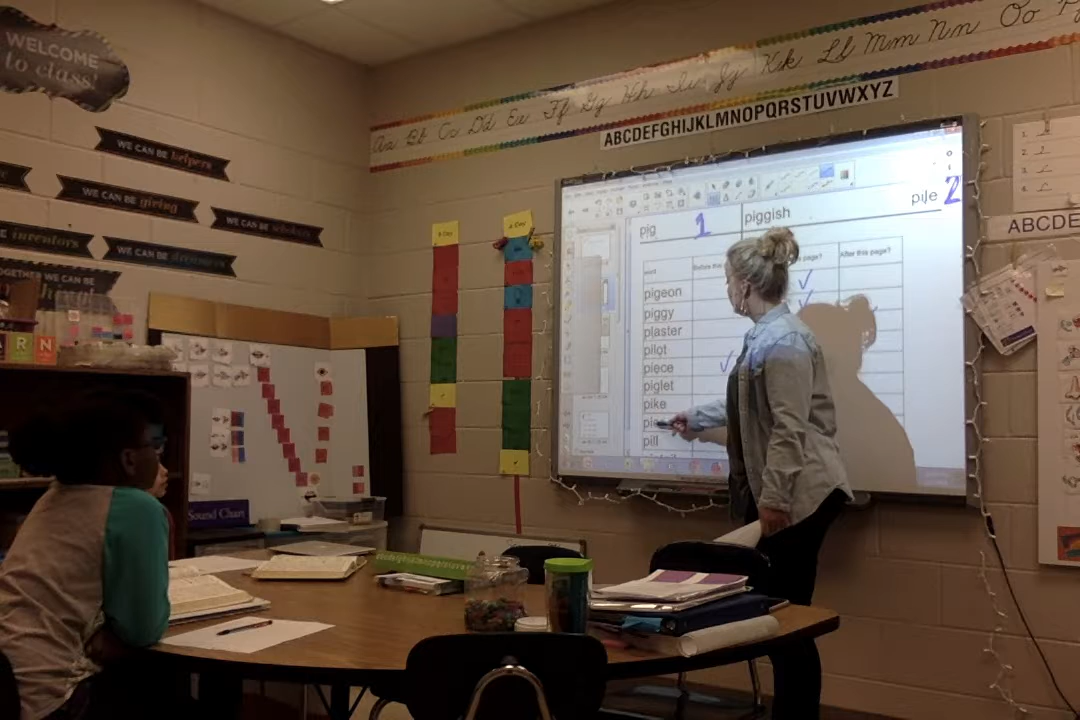 WELCOME
to class!
WE CAN BE helpers
WE CAN BE giving
WE CAN BE scholars
inventors
WE CAN BE dreamers
TOGETHER WE CAN BE
Aa Bb Cc Dd Ee Ff Gg Hh Ii Jj Kk Ll Mm Nn Oo
ABCDEFGHIJKLMNOPQRSTUVWXYZ
pig 1 piggish pile 2
word page? After this page?
pigeon
piggy
plaster
pilot
piece
piglet
pike
pill
ABCDE
RN
Sound Chart